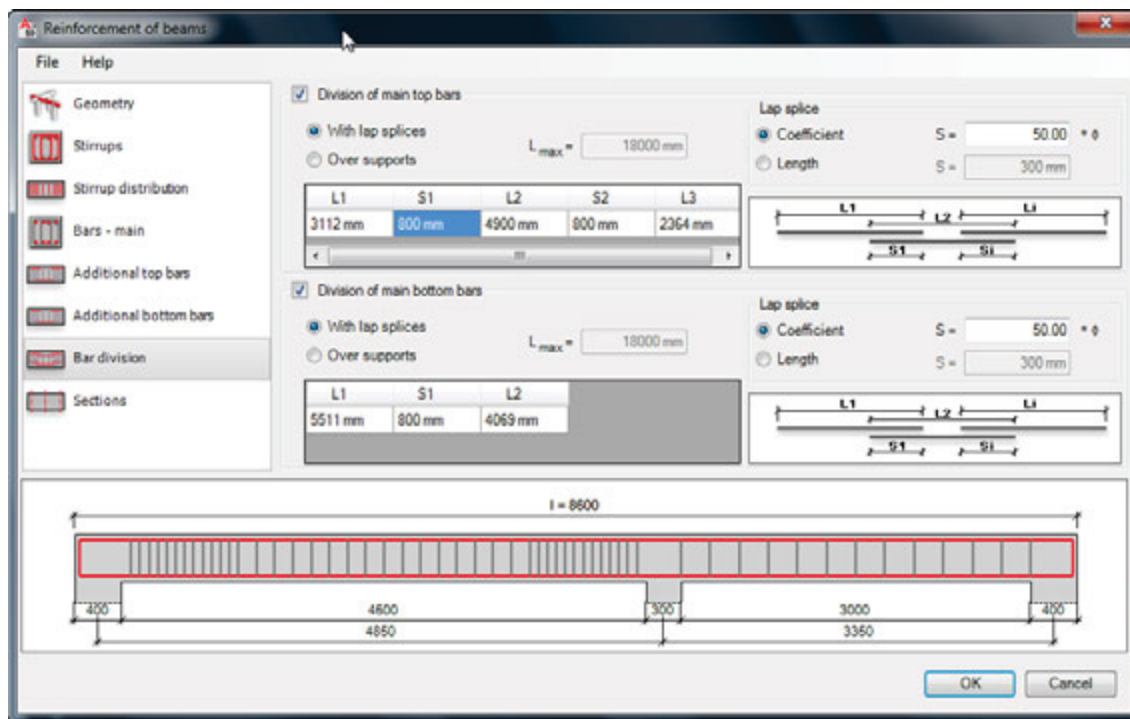 Reinforcement of beams
File Help
Geometry
Stirrups
Stirrup distribution
Bars - main
Additional top bars
Additional bottom bars
Bar division
Sections
Division of main top bars
With lap splices
Over supports
L max = 18000 mm
L1 S1 L2 S2 L3
3112 mm 800 mm 4900 mm 800 mm 2364 mm
Lap splice
Coefficient S = 50.00 * ϕ
Length S = 300 mm
L1 L2 Li
S1 Si
Division of main bottom bars
With lap splices
Over supports
L max = 18000 mm
L1 S1 L2
5511 mm 800 mm 4069 mm
Lap splice
Coefficient S = 50.00 * ϕ
Length S = 300 mm
L1 L2 Li
S1 Si
l = 8600
400 4600 300 3000 400
4850 3350
OK Cancel